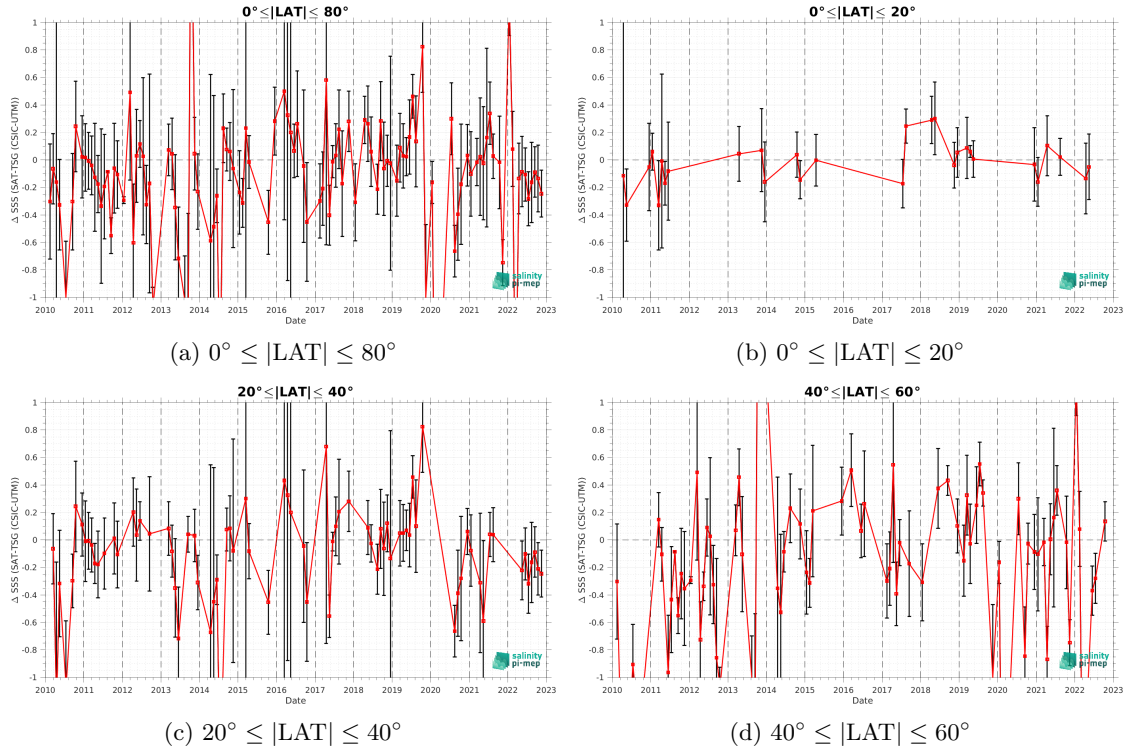 0°≤|LAT|≤ 80°
Δ SSS (SAT-TSG (CSIC-UTM))
1
0.8
0.6
0.4
0.2
0
-0.2
-0.4
-0.6
-0.8
-1
2010 2011 2012 2013 2014 2015 2016 2017 2018 2019 2020 2021 2022 2023
Date
salinity
pi-mep
(a) 0° ≤ |LAT| ≤ 80°
0°≤|LAT|≤ 20°
Δ SSS (SAT-TSG (CSIC-UTM))
1
0.8
0.6
0.4
0.2
0
-0.2
-0.4
-0.6
-0.8
-1
2010 2011 2012 2013 2014 2015 2016 2017 2018 2019 2020 2021 2022 2023
Date
salinity
pi-mep
(b) 0° ≤ |LAT| ≤ 20°
20°≤|LAT|≤ 40°
Δ SSS (SAT-TSG (CSIC-UTM))
1
0.8
0.6
0.4
0.2
0
-0.2
-0.4
-0.6
-0.8
-1
2010 2011 2012 2013 2014 2015 2016 2017 2018 2019 2020 2021 2022 2023
Date
salinity
pi-mep
(c) 20° ≤ |LAT| ≤ 40°
40°≤|LAT|≤ 60°
Δ SSS (SAT-TSG (CSIC-UTM))
1
0.8
0.6
0.4
0.2
0
-0.2
-0.4
-0.6
-0.8
-1
2010 2011 2012 2013 2014 2015 2016 2017 2018 2019 2020 2021 2022 2023
Date
salinity
pi-mep
(d) 40° ≤ |LAT| ≤ 60°